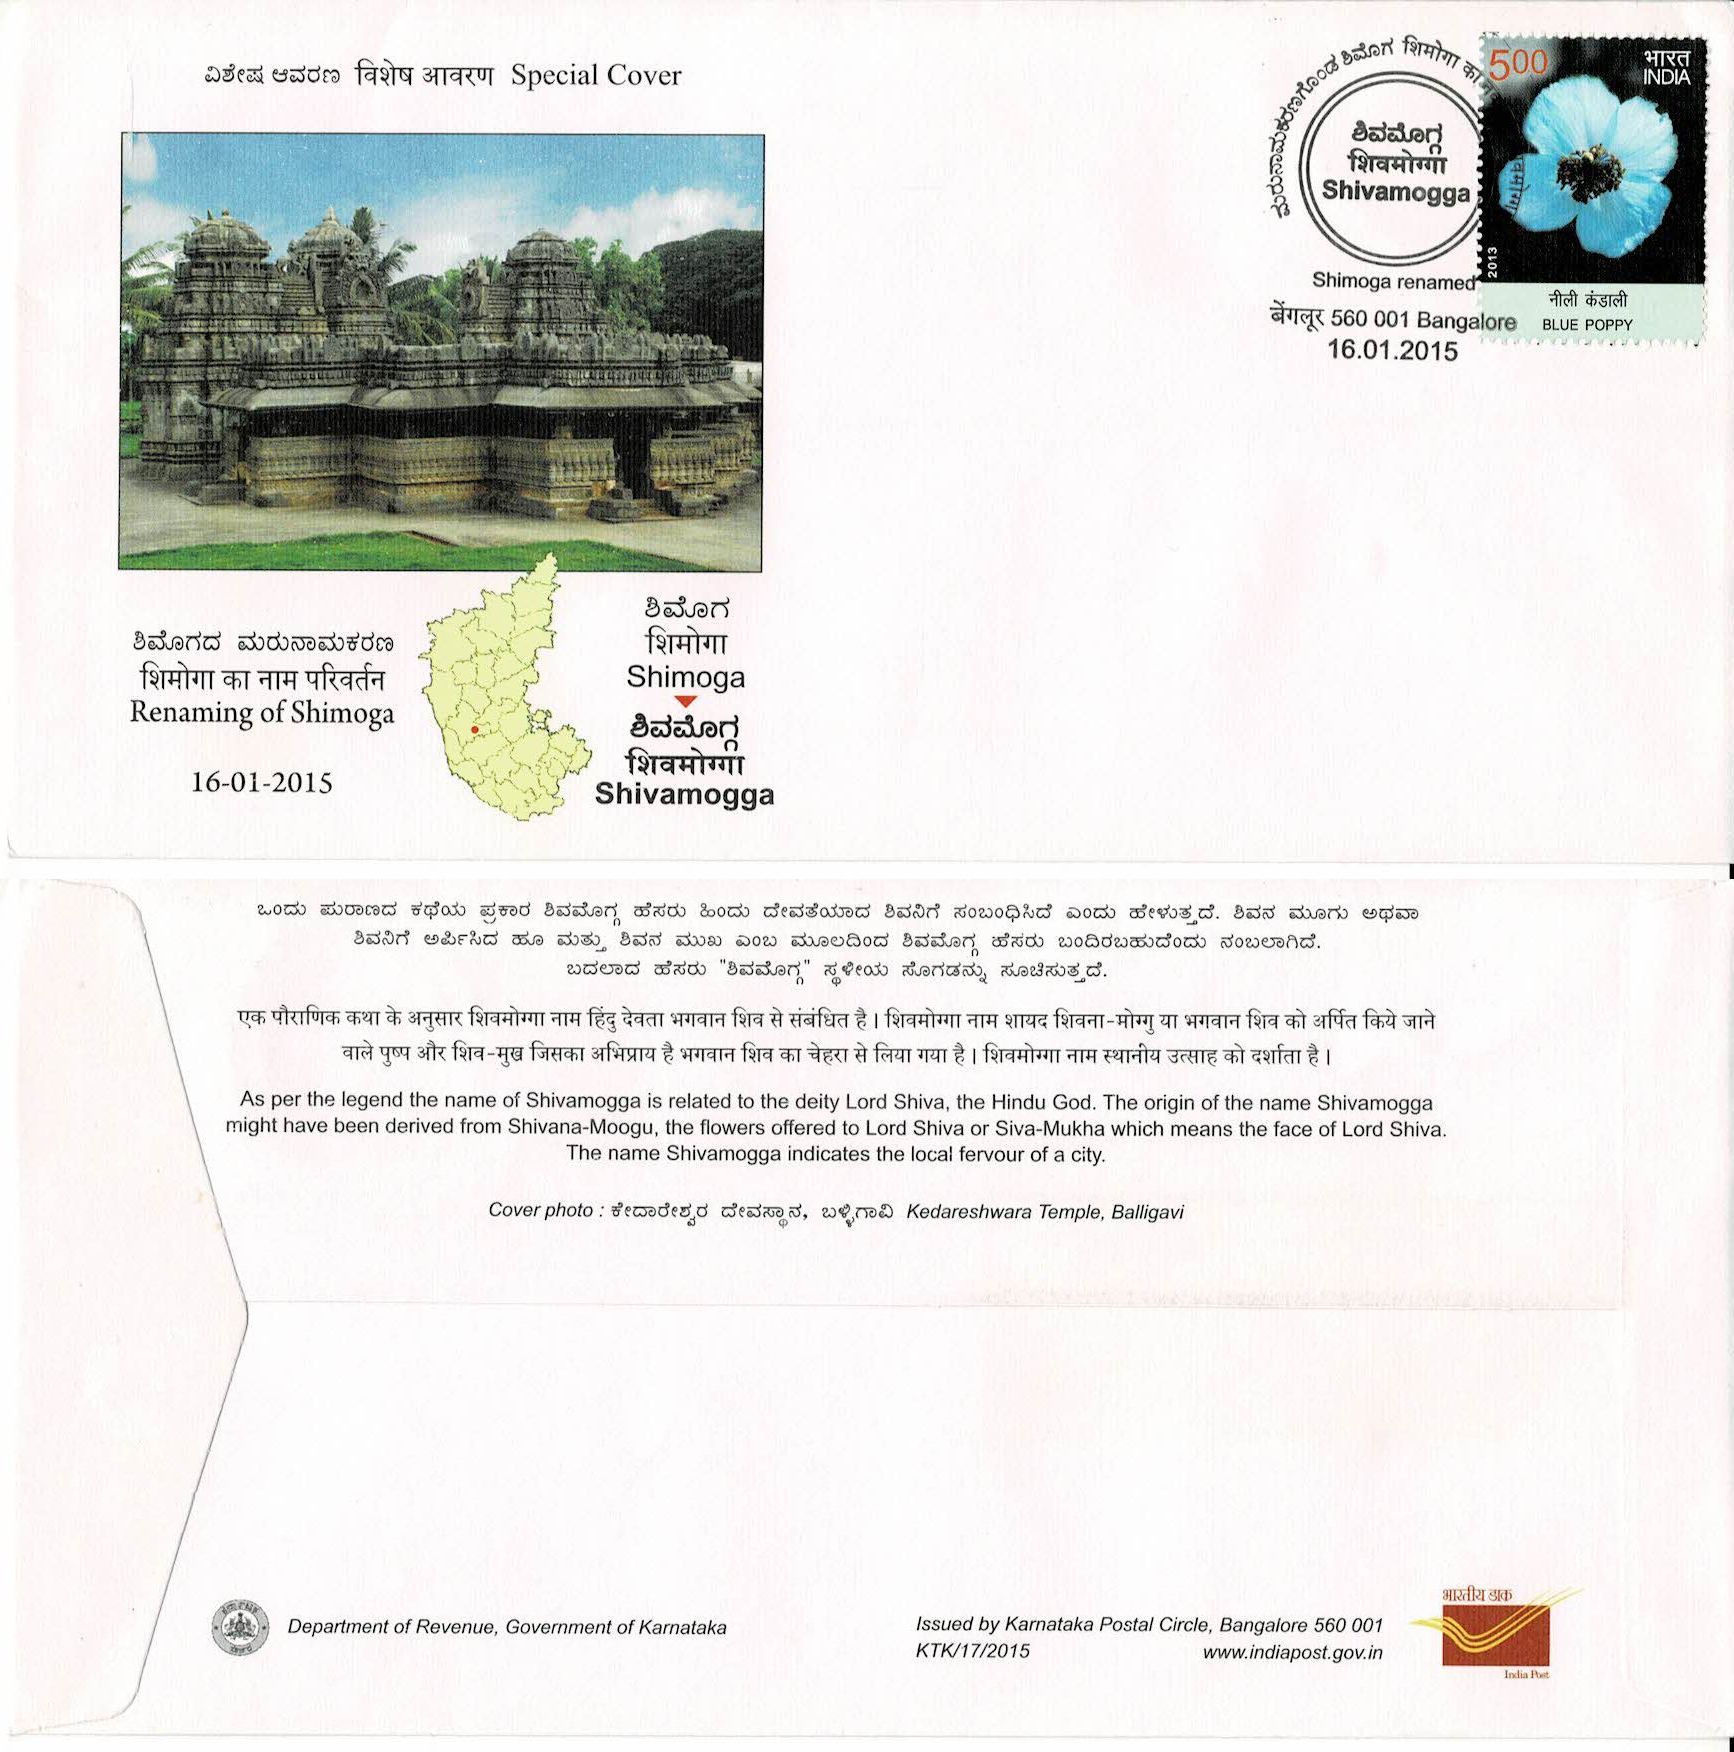 ವಿಶೇಷ ಆವರಣ विशेष आवरण Special Cover
ಮರುನಾಮಕರಣಗೊಂಡ ಶಿಮೊಗ शिमोगा का
ಶಿವಮೊಗ್ಗ
शिवमोग्गा
Shivamogga
Shimoga renamed
बेंगलूर 560 001 Bangalore
16.01.2015
500
भारत
INDIA
2013
नीली कंडाली
BLUE POPPY
ಶಿಮೊಗದ ಮರುನಾಮಕರಣ
शिमोगा का नाम परिवर्तन
Renaming of Shimoga
16-01-2015
ಶಿಮೊಗ
शिमोगा
Shimoga
ಶಿವಮೊಗ್ಗ
शिवमोग्गा
Shivamogga
ಒಂದು ಪುರಾಣದ ಕಥೆಯ ಪ್ರಕಾರ ಶಿವಮೊಗ್ಗ ಹೆಸರು ಹಿಂದು ದೇವತೆಯಾದ ಶಿವನಿಗೆ ಸಂಬಂಧಿಸಿದೆ ಎಂದು ಹೇಳುತ್ತದೆ. ಶಿವನ ಮೂಗು ಅಥವಾ
ಶಿವನಿಗೆ ಅರ್ಪಿಸಿದ ಹೂ ಮತ್ತು ಶಿವನ ಮುಖ ಎಂಬ ಮೂಲದಿಂದ ಶಿವಮೊಗ್ಗ ಹೆಸರು ಬಂದಿರಬಹುದೆಂದು ನಂಬಲಾಗಿದೆ.
ಬದಲಾದ ಹೆಸರು "ಶಿವಮೊಗ್ಗ" ಸ್ಥಳೀಯ ಸೊಗಡನ್ನು ಸೂಚಿಸುತ್ತದೆ.
एक पौराणिक कथा के अनुसार शिवमोग्गा नाम हिंदु देवता भगवान शिव से संबंधित है । शिवमोग्गा नाम शायद शिवना-मोग्गु या भगवान शिव को अर्पित किये जाने
वाले पुष्प और शिव-मुख जिसका अभिप्राय है भगवान शिव का चेहरा से लिया गया है । शिवमोग्गा नाम स्थानीय उत्साह को दर्शाता है ।
As per the legend the name of Shivamogga is related to the deity Lord Shiva, the Hindu God. The origin of the name Shivamogga
might have been derived from Shivana-Moogu, the flowers offered to Lord Shiva or Siva-Mukha which means the face of Lord Shiva.
The name Shivamogga indicates the local fervour of a city.
Cover photo : ಕೇದಾರೇಶ್ವರ ದೇವಸ್ಥಾನ, ಬಳ್ಳಿಗಾವಿ Kedareshwara Temple, Balligavi
Department of Revenue, Government of Karnataka
Issued by Karnataka Postal Circle, Bangalore 560 001
KTK/17/2015 www.indiapost.gov.in
भारतीय डाक
India Post